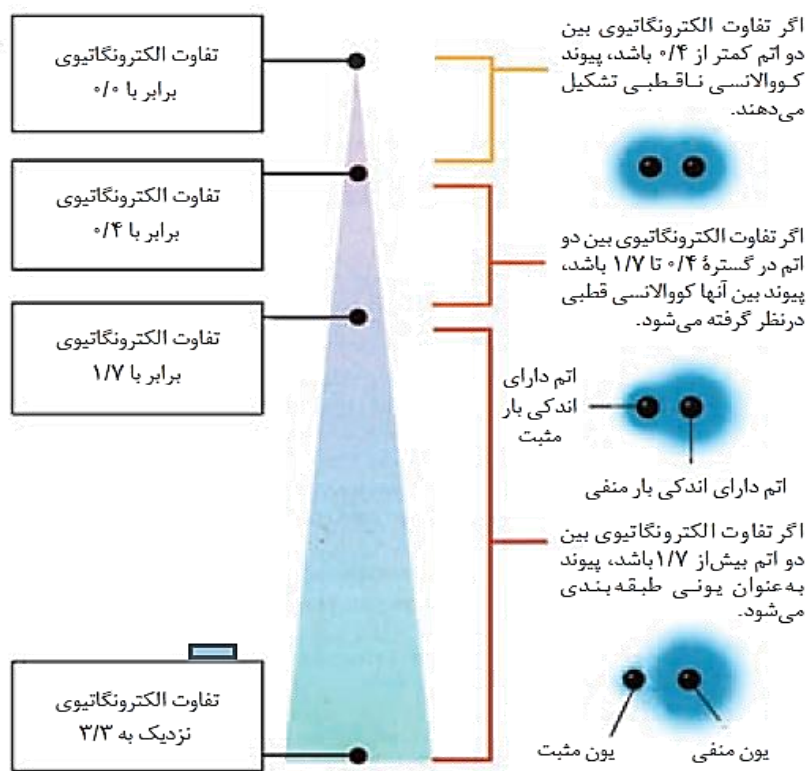 اگر تفاوت الکترونگاتیوی بین
دو اتم کمتر از ۰/۴ باشد، پیوند
کووالانسی ناقطبی تشکیل
می‌دهند.
تفاوت الکترونگاتیوی
برابر با ۰/۰
تفاوت الکترونگاتیوی
برابر با ۰/۴
اگر تفاوت الکترونگاتیوی بین دو
اتم در گسترهٔ ۰/۴ تا ۱/۷ باشد،
پیوند بین آنها کووالانسی قطبی
درنظر گرفته می‌شود.
تفاوت الکترونگاتیوی
برابر با ۱/۷
اتم دارای
اندکی بار
مثبت
اتم دارای اندکی بار منفی
اگر تفاوت الکترونگاتیوی بین
دو اتم بیش‌از ۱/۷باشد، پیوند
به‌عنوان یونی طبقه‌بندی
می‌شود.
تفاوت الکترونگاتیوی
نزدیک به ۳/۳
یون منفی
یون مثبت